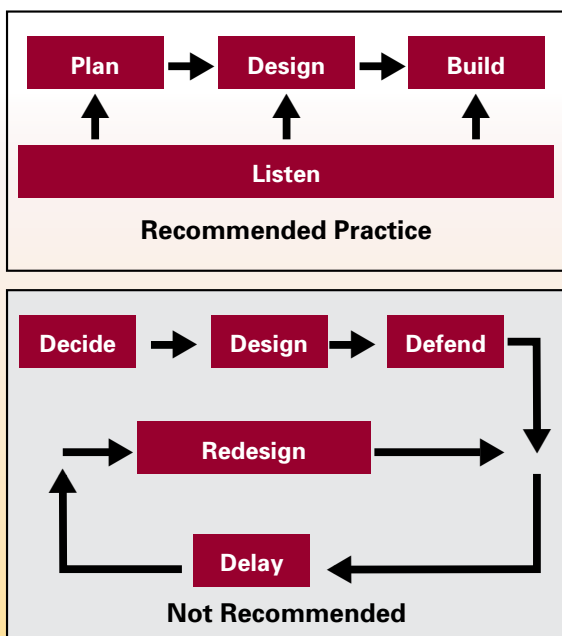 Plan
Design
Build
Listen
Recommended Practice
Decide
Design
Defend
Redesign
Delay
Not Recommended